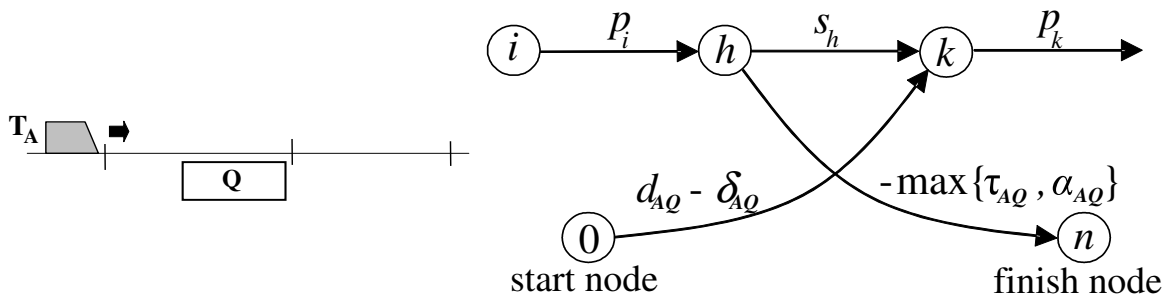 T_A
Q
i
p_i
h
s_h
k
p_k
d_AQ - δ_AQ
-max{τ_AQ , α_AQ}
0
n
start node
finish node